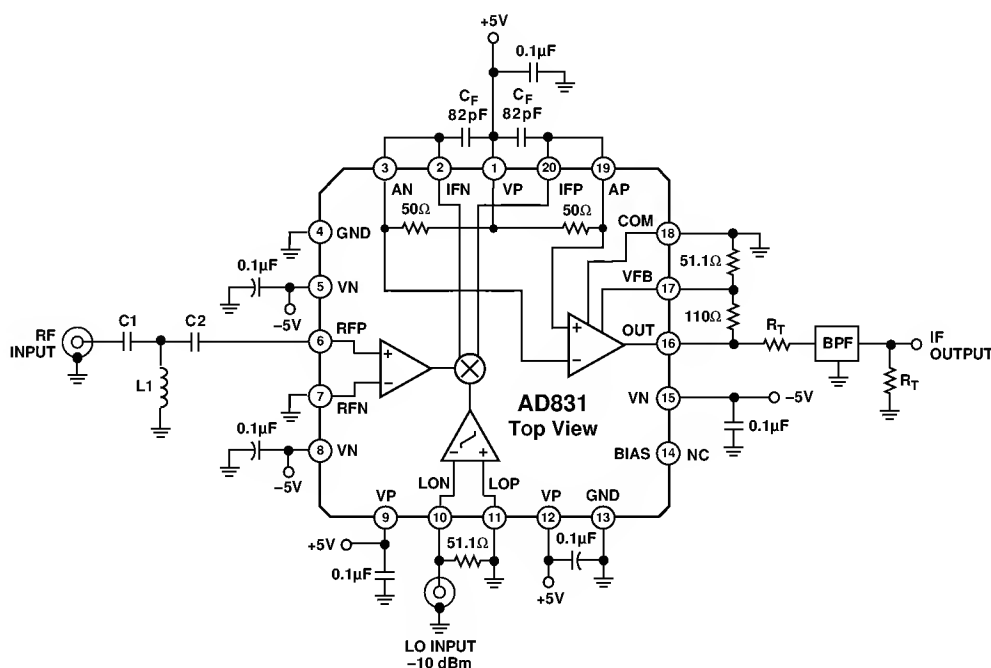 +5V
0.1µF
C_F
82pF
C_F
82pF
3
2
1
20
19
AN
IFN
VP
IFP
AP
50Ω
50Ω
COM
18
4
GND
51.1Ω
0.1µF
VFB
5
VN
17
–5V
110Ω
C1
C2
OUT
R_T
RF
INPUT
6
RFP
+
–
+
–
16
BPF
IF
OUTPUT
L1
7
RFN
AD831
Top View
VN
15
–5V
R_T
0.1µF
0.1µF
8
VN
–
+
BIAS
14
NC
–5V
LON
LOP
VP
VP
GND
9
10
11
12
13
+5V
51.1Ω
0.1µF
0.1µF
+5V
LO INPUT
–10 dBm